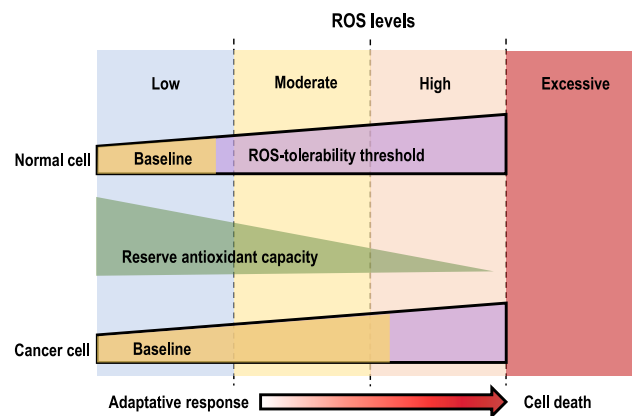 ROS levels
Low
Moderate
High
Excessive
Normal cell
Baseline
ROS-tolerability threshold
Reserve antioxidant capacity
Cancer cell
Baseline
Adaptative response
Cell death